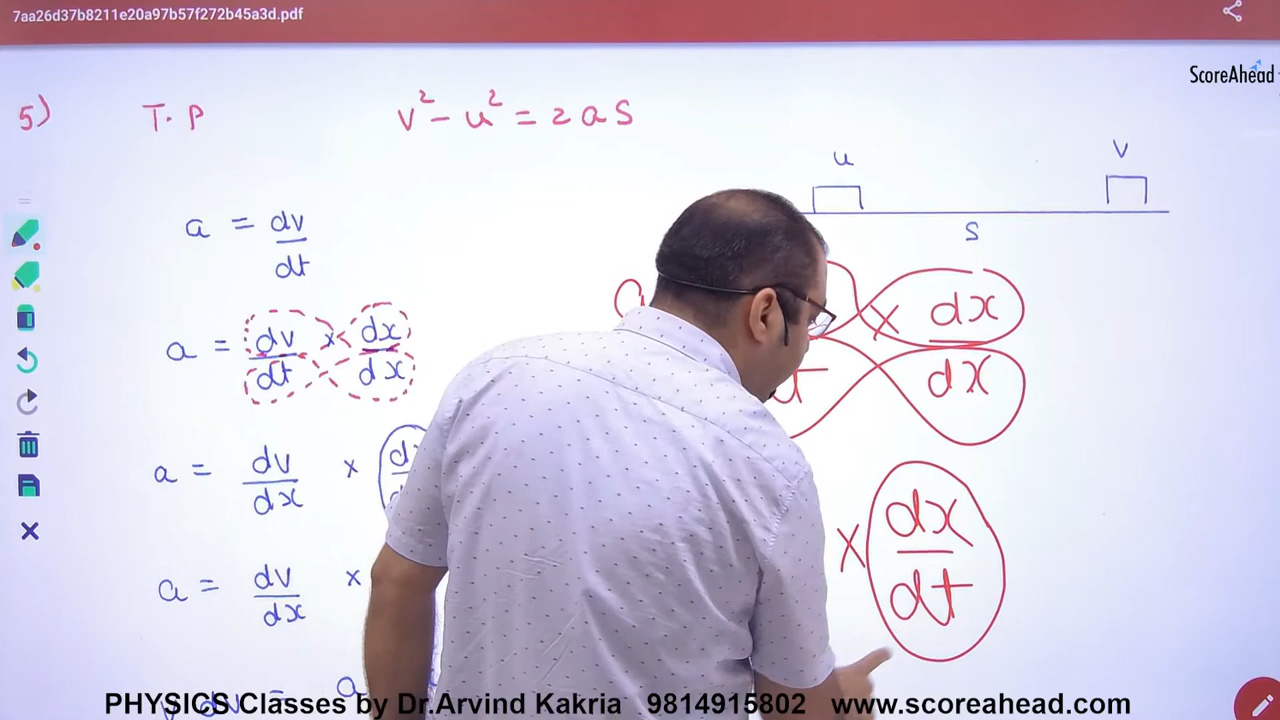 7aa26d37b8211e20a97b57f272b45a3d.pdf
ScoreAhead
5) T.P v² - u² = 2aS
u v
S
a = dv/dt
a = dv/dt × dx/dx
× dx/dx
a = dv/dx ×
× dx/dt
a = dv/dx ×
v dv = a
PHYSICS Classes by Dr.Arvind Kakria 9814915802 www.scoreahead.com